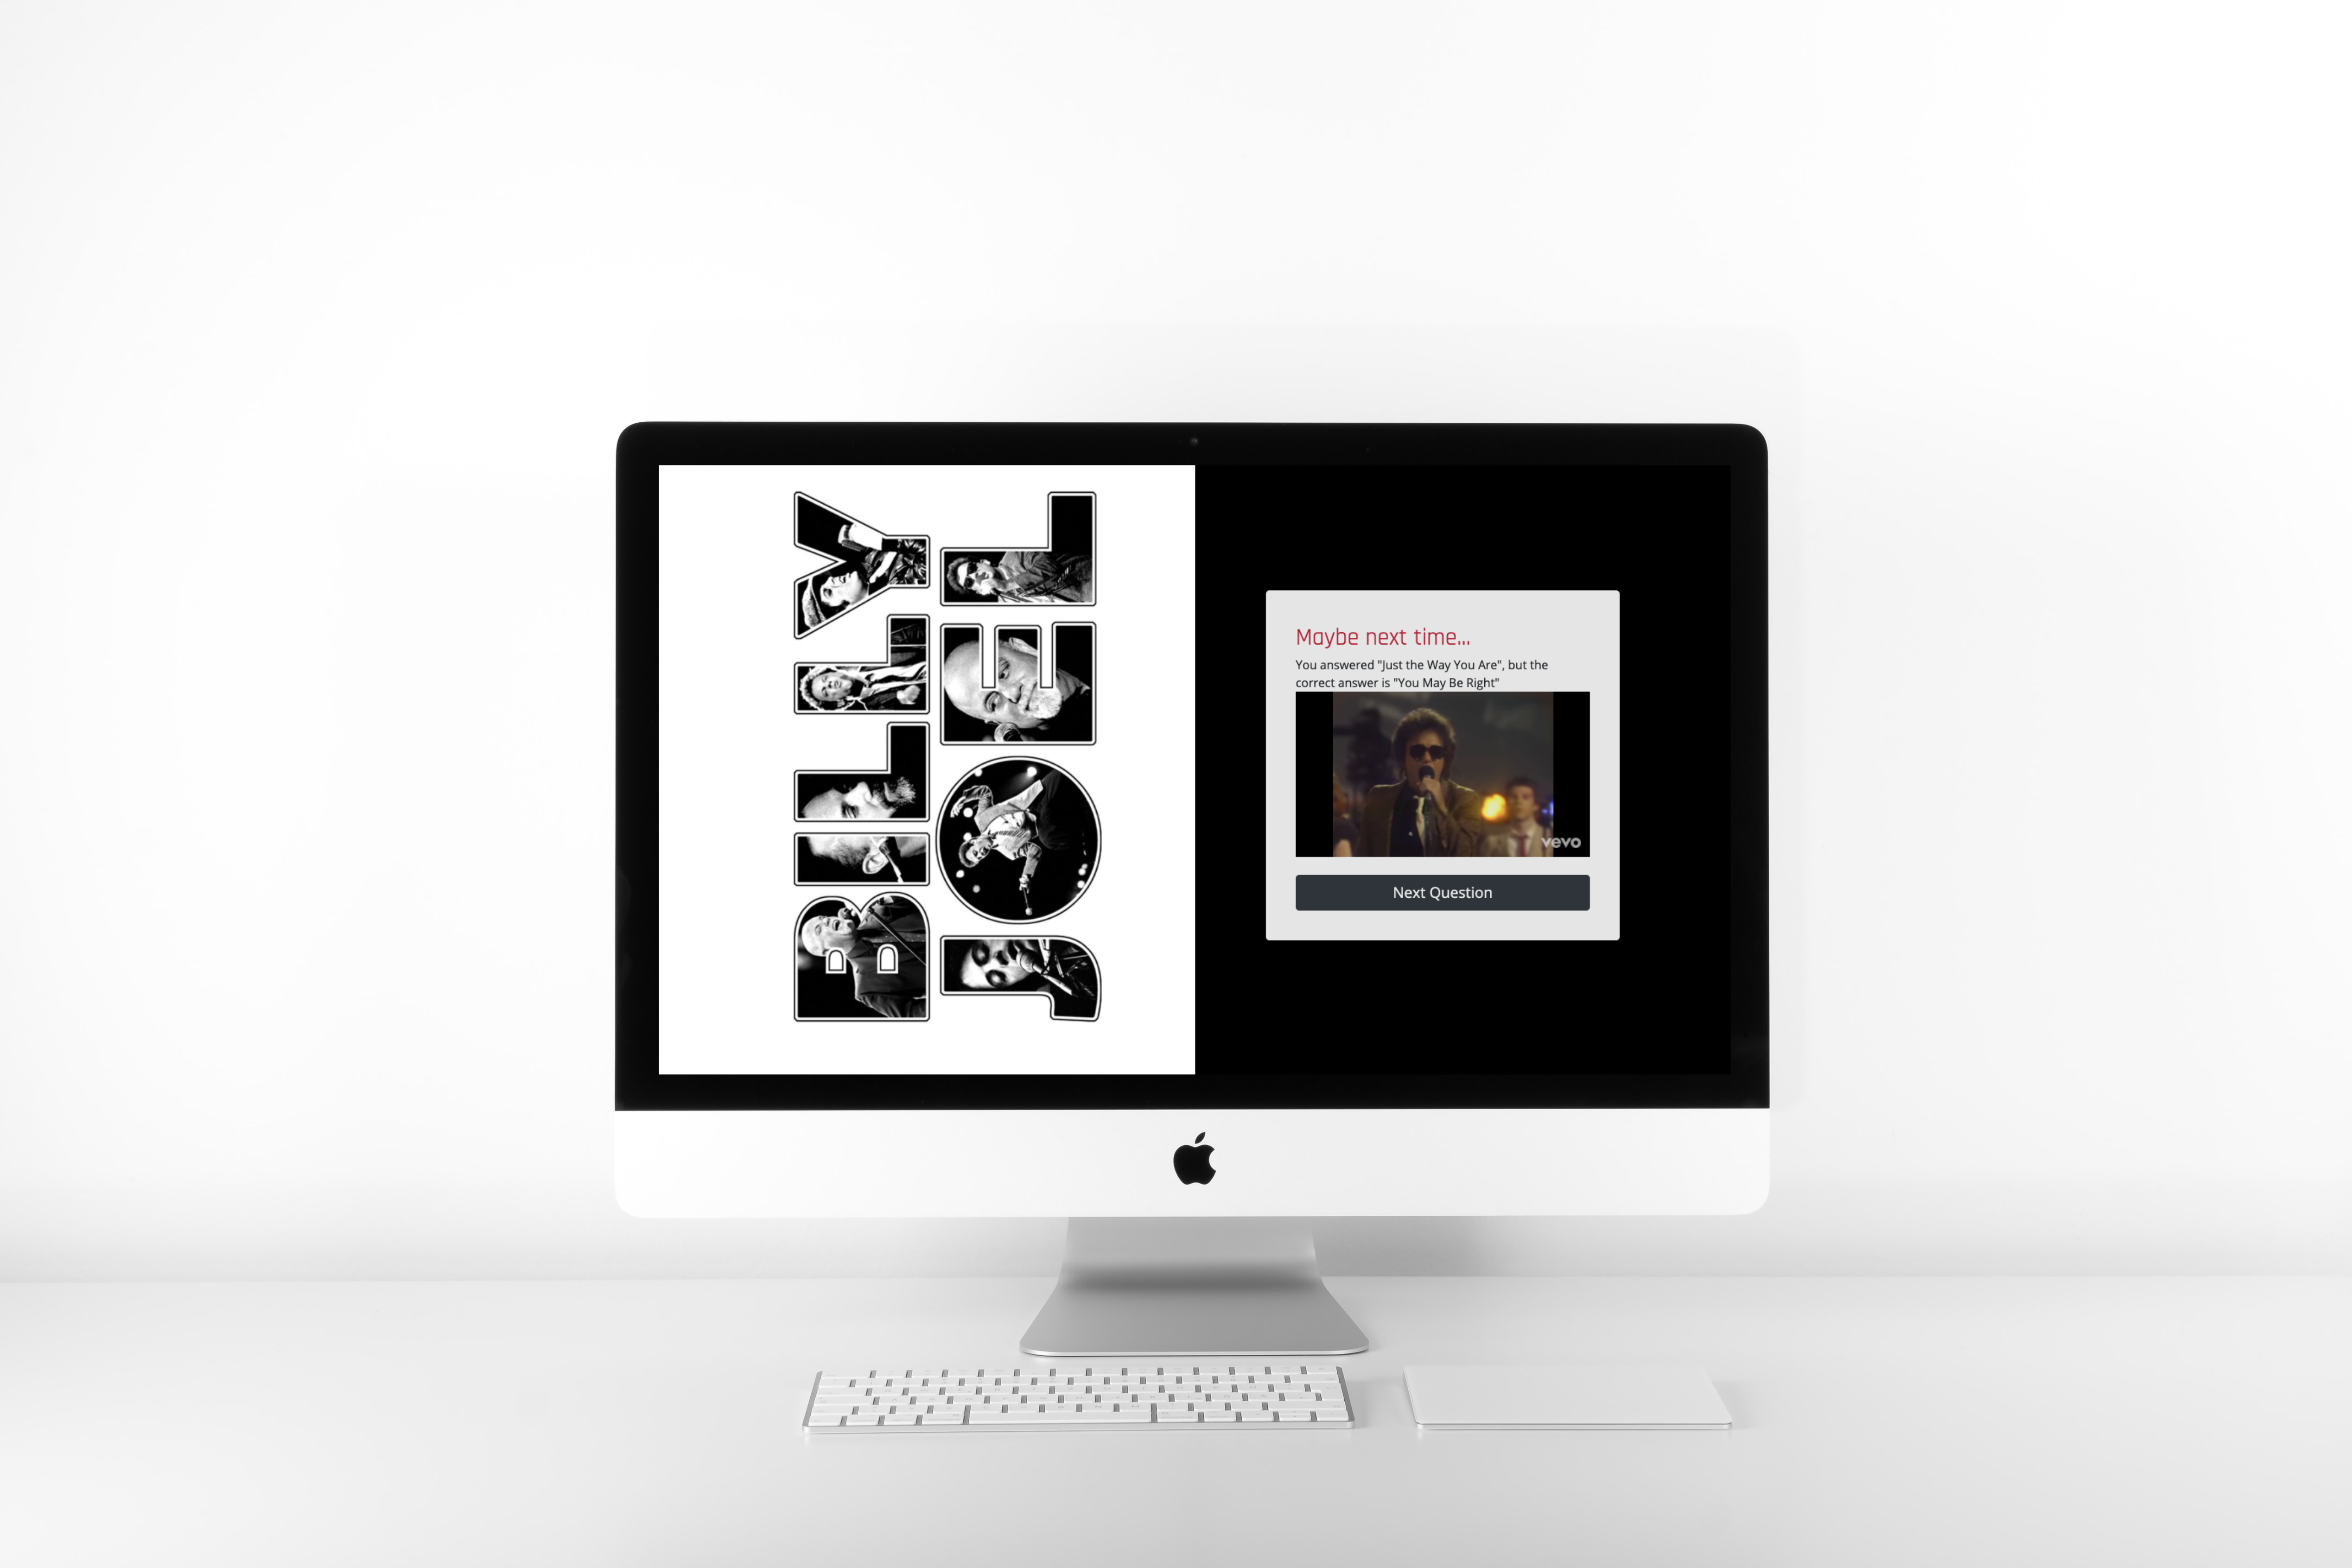 BILLY
JOEL
Maybe next time...
You answered "Just the Way You Are", but the
correct answer is "You May Be Right"
vevo
Next Question